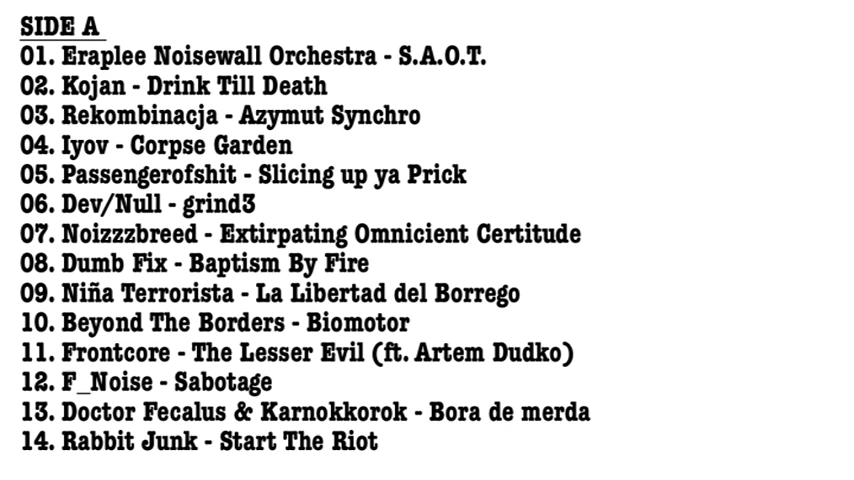 SIDE A
01. Eraplee Noisewall Orchestra - S.A.O.T.
02. Kojan - Drink Till Death
03. Rekombinacja - Azymut Synchro
04. Iyov - Corpse Garden
05. Passengerofshit - Slicing up ya Prick
06. Dev/Null - grind3
07. Noizzzbreed - Extirpating Omnicient Certitude
08. Dumb Fix - Baptism By Fire
09. Niña Terrorista - La Libertad del Borrego
10. Beyond The Borders - Biomotor
11. Frontcore - The Lesser Evil (ft. Artem Dudko)
12. F_Noise - Sabotage
13. Doctor Fecalus & Karnokkorok - Bora de merda
14. Rabbit Junk - Start The Riot